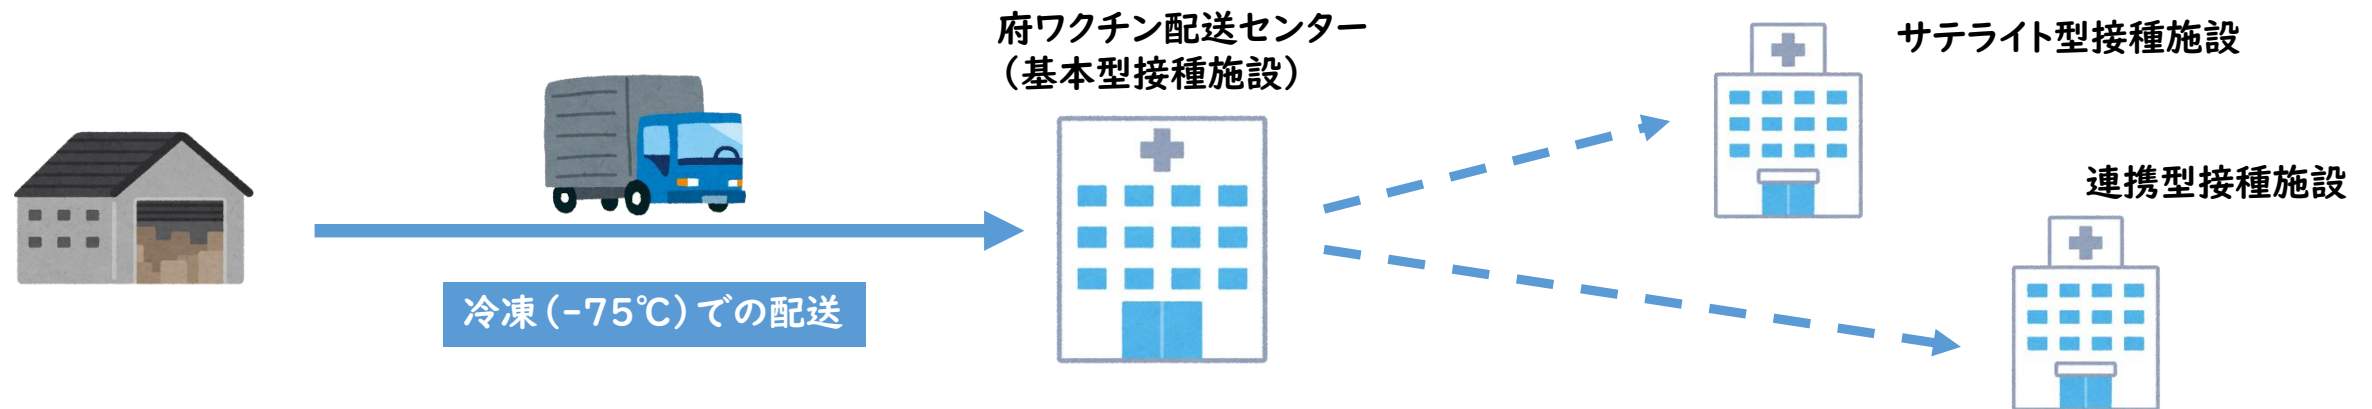 府ワクチン配送センター
（基本型接種施設）
サテライト型接種施設
連携型接種施設
冷凍（-75℃）での配送